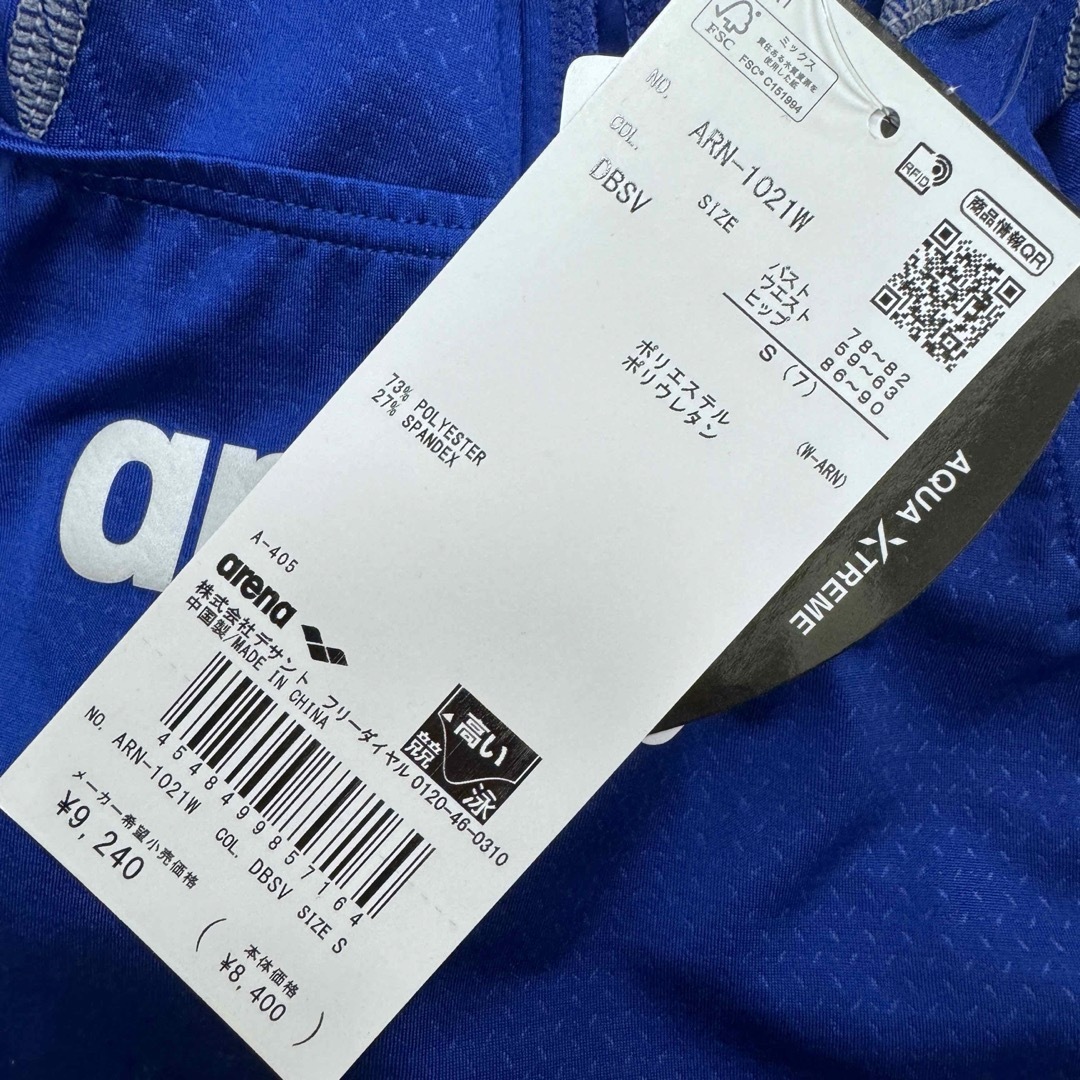 FSC
ミックス
責任ある木質資源を
使用した紙
FSC® C151994
RFID
商品情報QR
NO. ARN-1021W
COL. SIZE
DBSV
バスト 78~82
ウエスト 59~63
ヒップ 86~90
S (7)
73% POLYESTER ポリエステル
27% SPANDEX ポリウレタン
(W-ARN)
AQUA XTREME
A-405
arena
株式会社デサント フリーダイヤル0120-46-0310
中国製/MADE IN CHINA
高い
競泳
4548499857164
NO. ARN-1021W COL. DBSV SIZE S
メーカー希望小売価格
¥9,240
(本体価格
¥8,400)